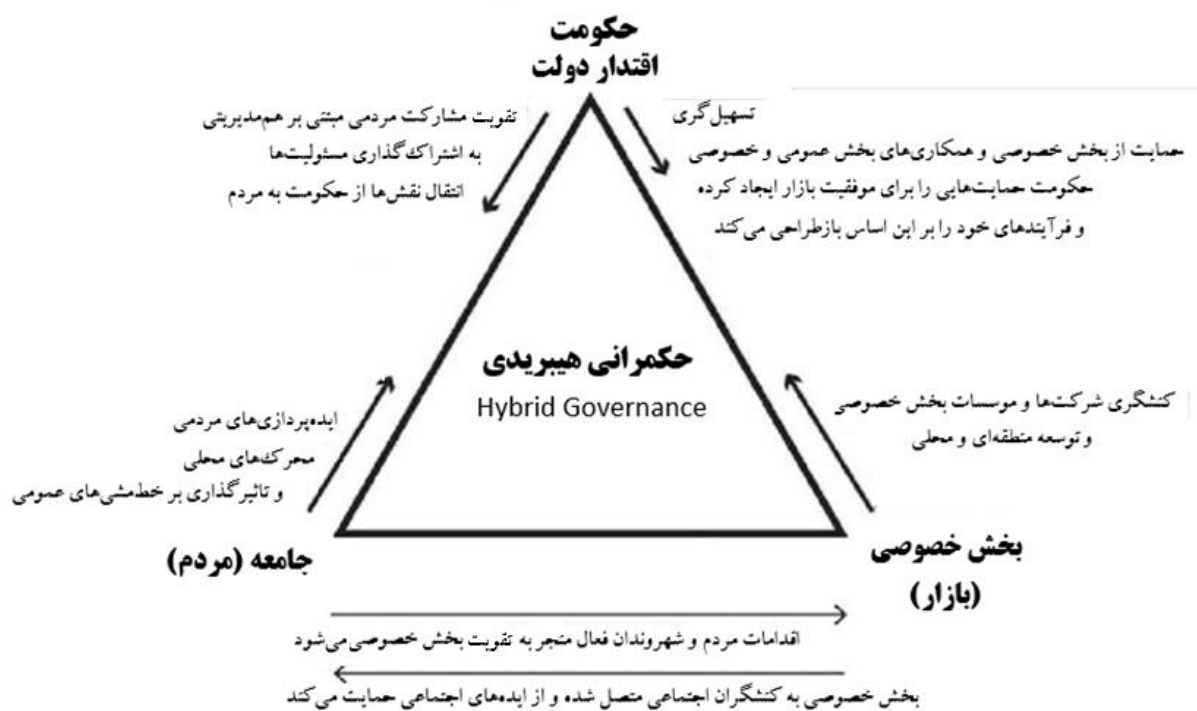 حکومت
اقتدار دولت
تسهیل‌گری
حمایت از بخش خصوصی و همکاری‌های بخش عمومی و خصوصی
حکومت حمایت‌هایی را برای موفقیت بازار ایجاد کرده
و فرآیندهای خود را بر این اساس بازطراحی می‌کند
تقویت مشارکت مردمی مبتنی بر هم‌مدیریتی
به اشتراک‌گذاری مسئولیت‌ها
انتقال نقش‌ها از حکومت به مردم
حکمرانی هیبریدی
Hybrid Governance
کنشگری شرکت‌ها و موسسات بخش خصوصی
و توسعه منطقه‌ای و محلی
ایده‌پردازی‌های مردمی
محرک‌های محلی
و تاثیرگذاری بر خط‌مشی‌های عمومی
بخش خصوصی
(بازار)
جامعه (مردم)
اقدامات مردم و شهروندان فعال منجر به تقویت بخش خصوصی می‌شود
بخش خصوصی به کنشگران اجتماعی متصل شده و از ایده‌های اجتماعی حمایت می‌کند